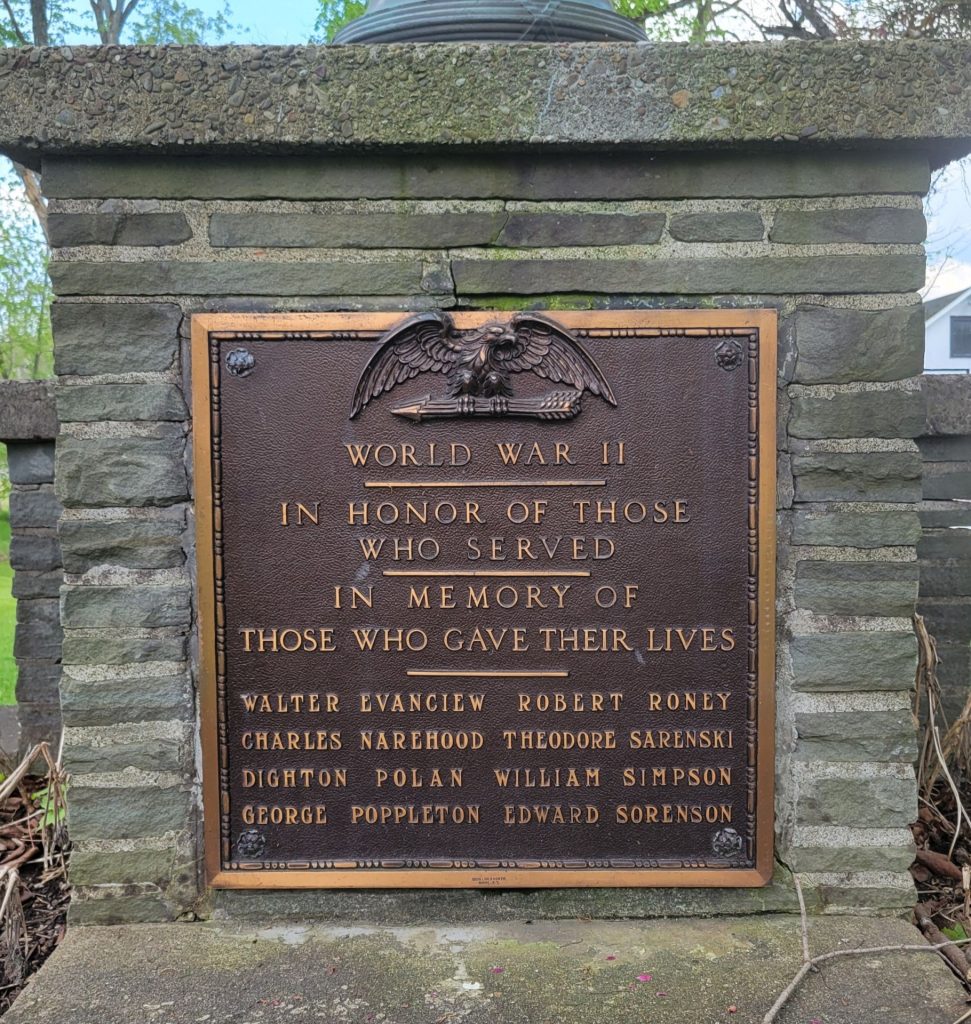 WORLD WAR II
IN HONOR OF THOSE
WHO SERVED
IN MEMORY OF
THOSE WHO GAVE THEIR LIVES
WALTER EVANCIEW ROBERT RONEY
CHARLES NAREHOOD THEODORE SARENSKI
DIGHTON POLAN WILLIAM SIMPSON
GEORGE POPPLETON EDWARD SORENSON